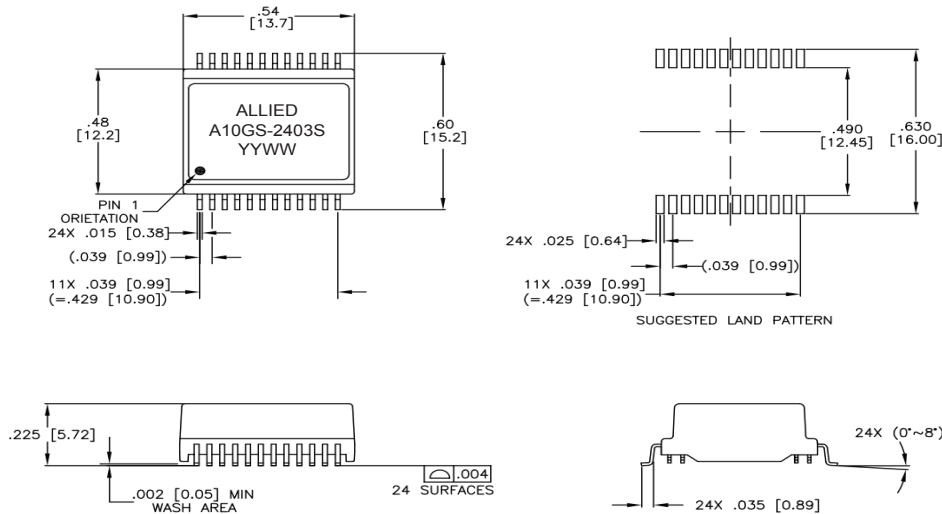 .54
[13.7]
.48
[12.2]
ALLIED
A10GS-2403S
YYWW
.60
[15.2]
PIN 1
ORIETATION
24X .015 [0.38]
(.039 [0.99])
11X .039 [0.99]
(=.429 [10.90])
.490
[12.45]
.630
[16.00]
24X .025 [0.64]
(.039 [0.99])
11X .039 [0.99]
(=.429 [10.90])
SUGGESTED LAND PATTERN
.225 [5.72]
.002 [0.05] MIN
WASH AREA
.004
24 SURFACES
24X (0°~8°)
24X .035 [0.89]